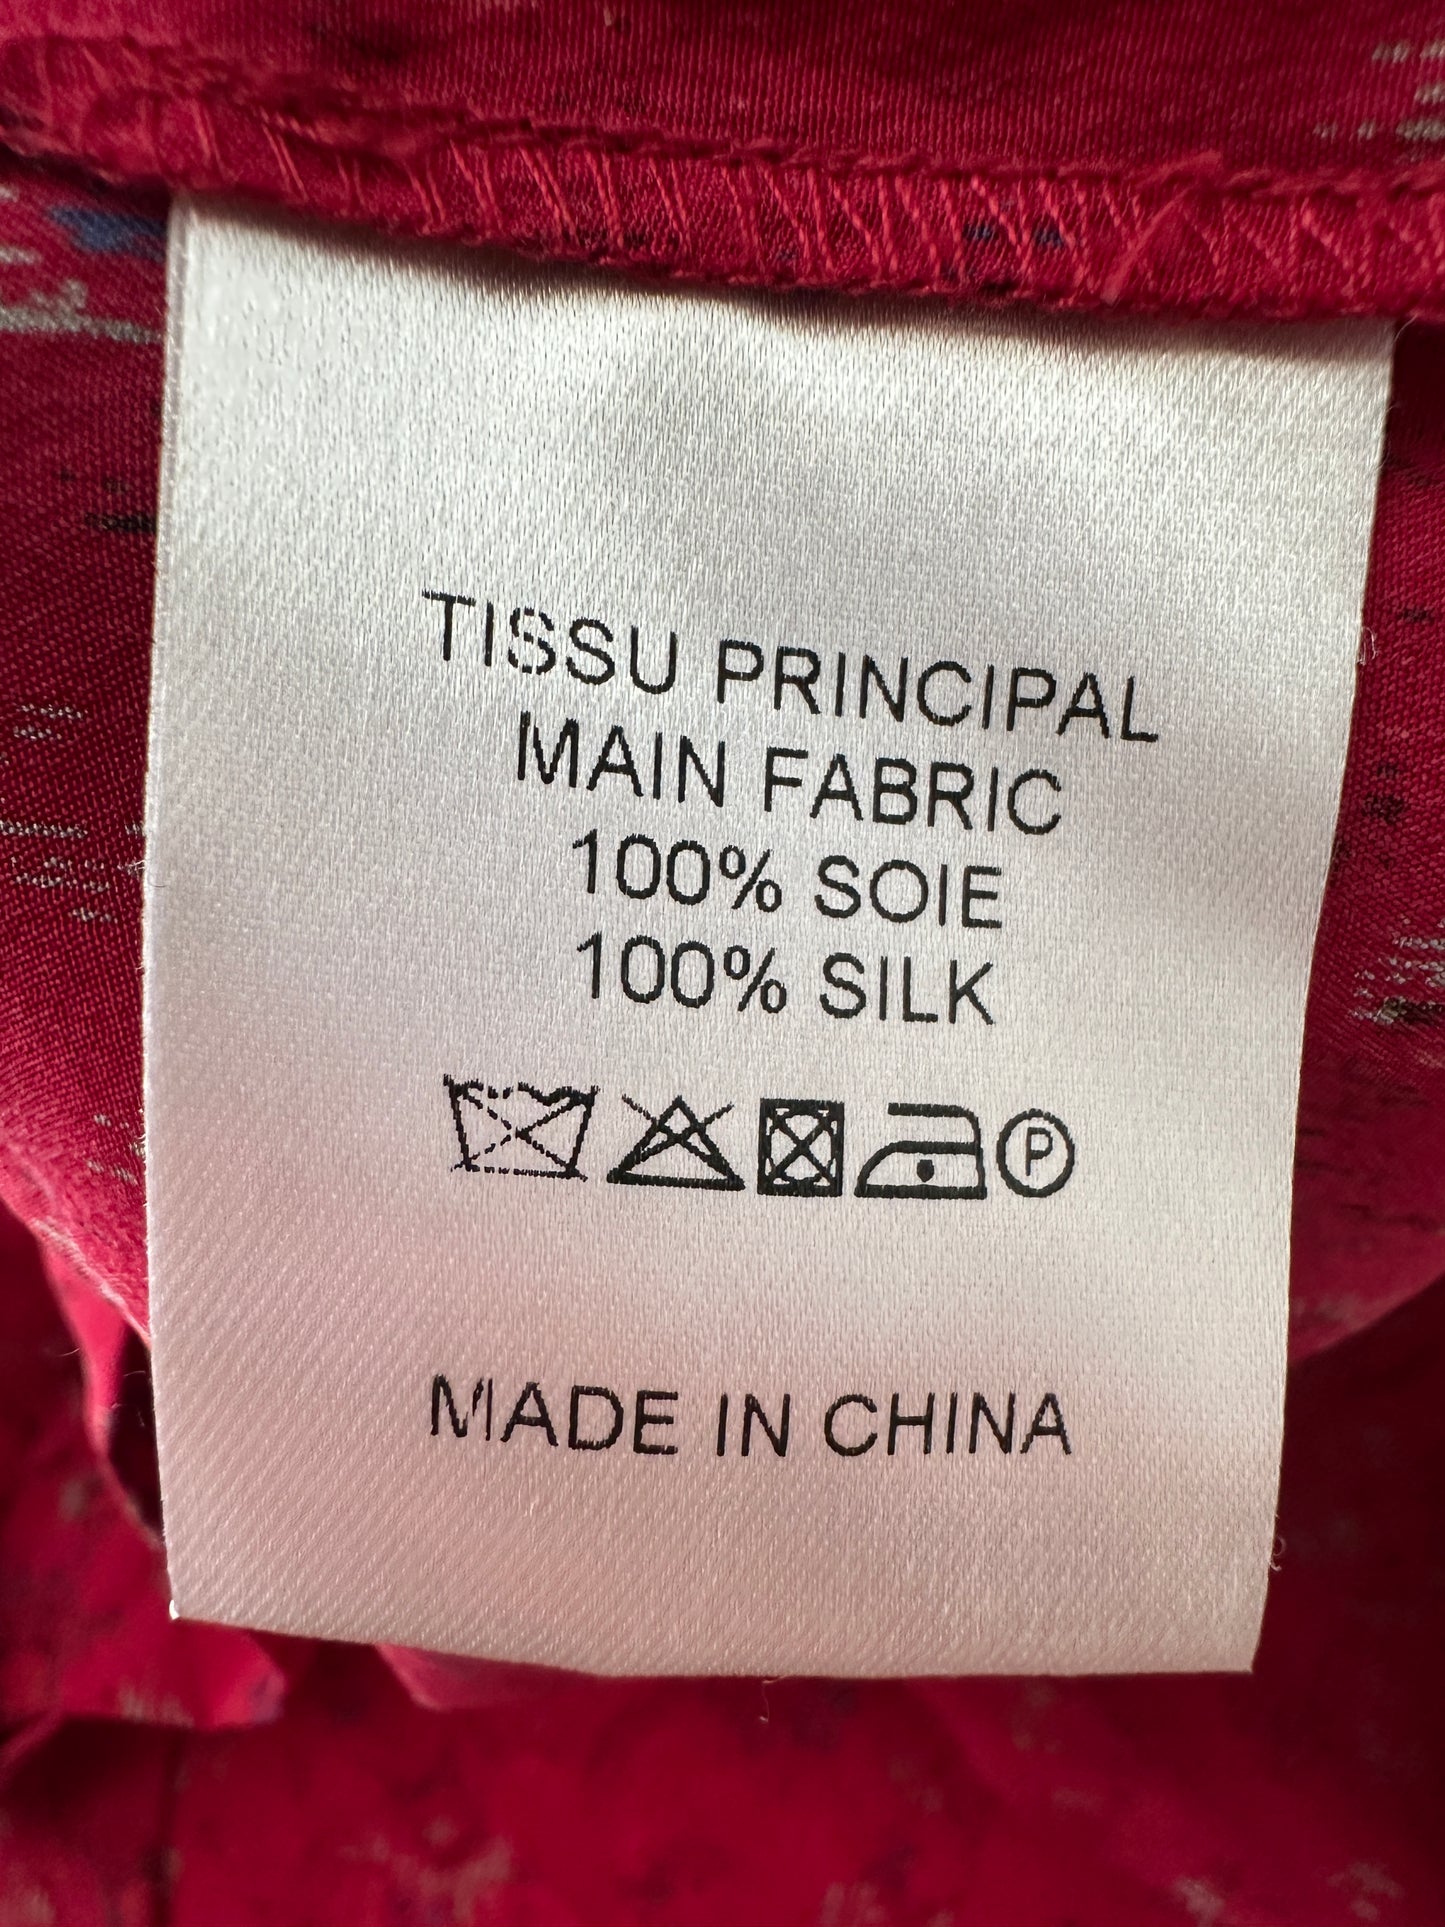 TISSU PRINCIPAL
MAIN FABRIC
100% SOIE
100% SILK
P
MADE IN CHINA